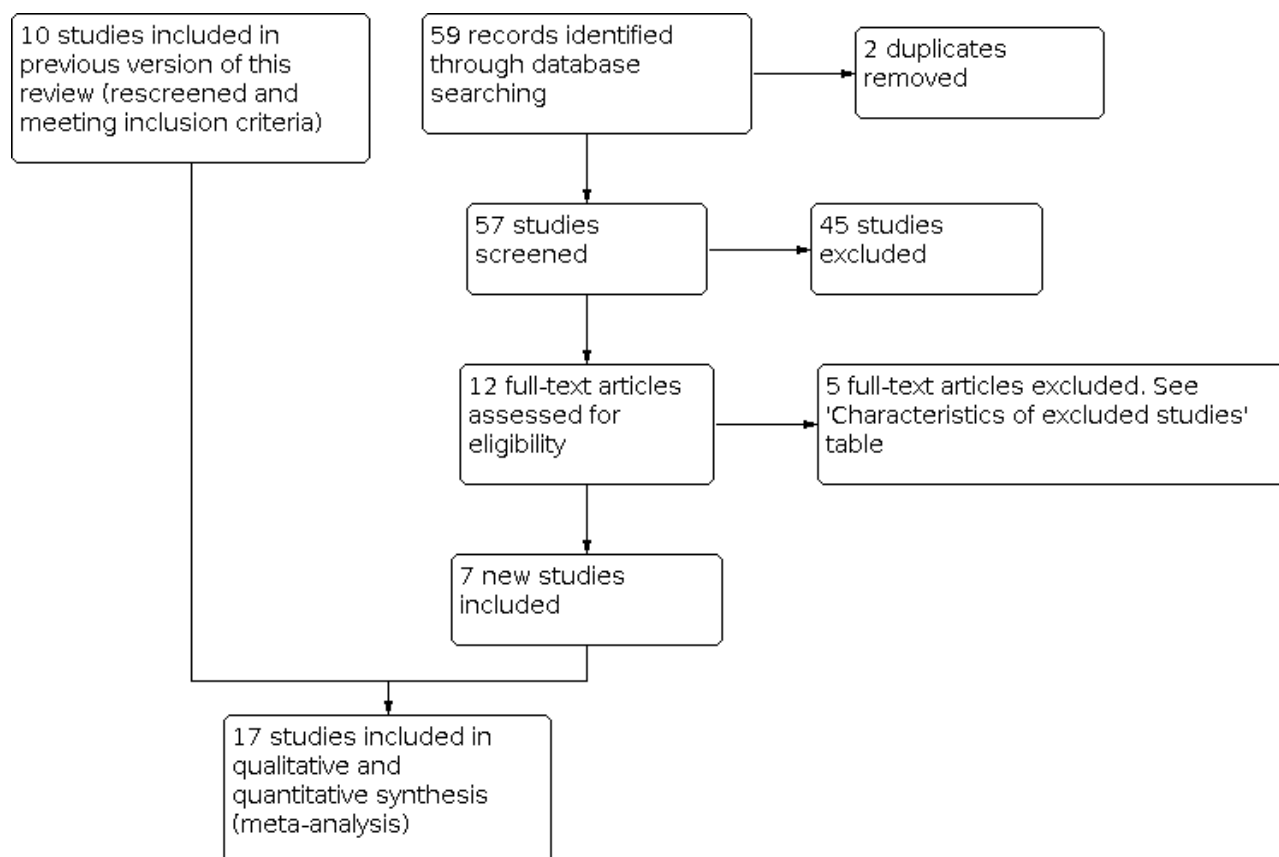 10 studies included in
previous version of this
review (rescreened and
meeting inclusion criteria)
59 records identified
through database
searching
2 duplicates
removed
57 studies
screened
45 studies
excluded
12 full-text articles
assessed for
eligibility
5 full-text articles excluded. See
'Characteristics of excluded studies'
table
7 new studies
included
17 studies included in
qualitative and
quantitative synthesis
(meta-analysis)